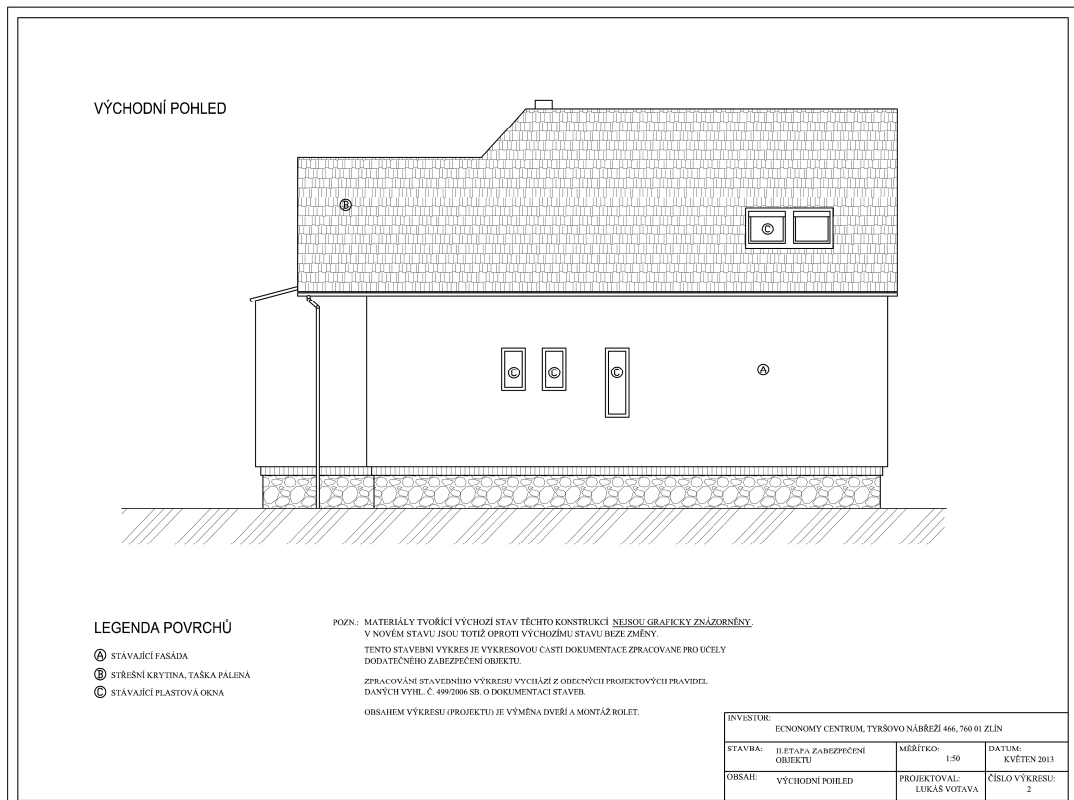 VÝCHODNÍ POHLED
B
C
C
C
C
A
LEGENDA POVRCHŮ
A STÁVAJÍCÍ FASÁDA
B STŘEŠNÍ KRYTINA, TAŠKA PÁLENÁ
C STÁVAJÍCÍ PLASTOVÁ OKNA
POZN.: MATERIÁLY TVOŘÍCÍ VÝCHOZÍ STAV TĚCHTO KONSTRUKCÍ NEJSOU GRAFICKY ZNÁZORNĚNY.
V NOVÉM STAVU JSOU TOTIŽ OPROTI VÝCHOZÍMU STAVU BEZE ZMĚNY.
TENTO STAVEBNÍ VÝKRES JE VÝKRESOVOU ČÁSTÍ DOKUMENTACE ZPRACOVANÉ PRO ÚČELY
DODATEČNÉHO ZABEZPEČENÍ OBJEKTU.
ZPRACOVÁNÍ STAVEBNÍHO VÝKRESU VYCHÁZÍ Z OBECNÝCH PROJEKTOVÝCH PRAVIDEL
DANÝCH VYHL. Č. 499/2006 SB. O DOKUMENTACI STAVEB.
OBSAHEM VÝKRESU (PROJEKTU) JE VÝMĚNA DVEŘÍ A MONTÁŽ ROLET.
INVESTOR:
ECNONOMY CENTRUM, TYRŠOVO NÁBŘEŽÍ 466, 760 01 ZLÍN
STAVBA: II.ETAPA ZABEZPEČENÍ
OBJEKTU
MĚŘÍTKO:
1:50
DATUM:
KVĚTEN 2013
OBSAH: VÝCHODNÍ POHLED
PROJEKTOVAL:
LUKÁŠ VOTAVA
ČÍSLO VÝKRESU:
2